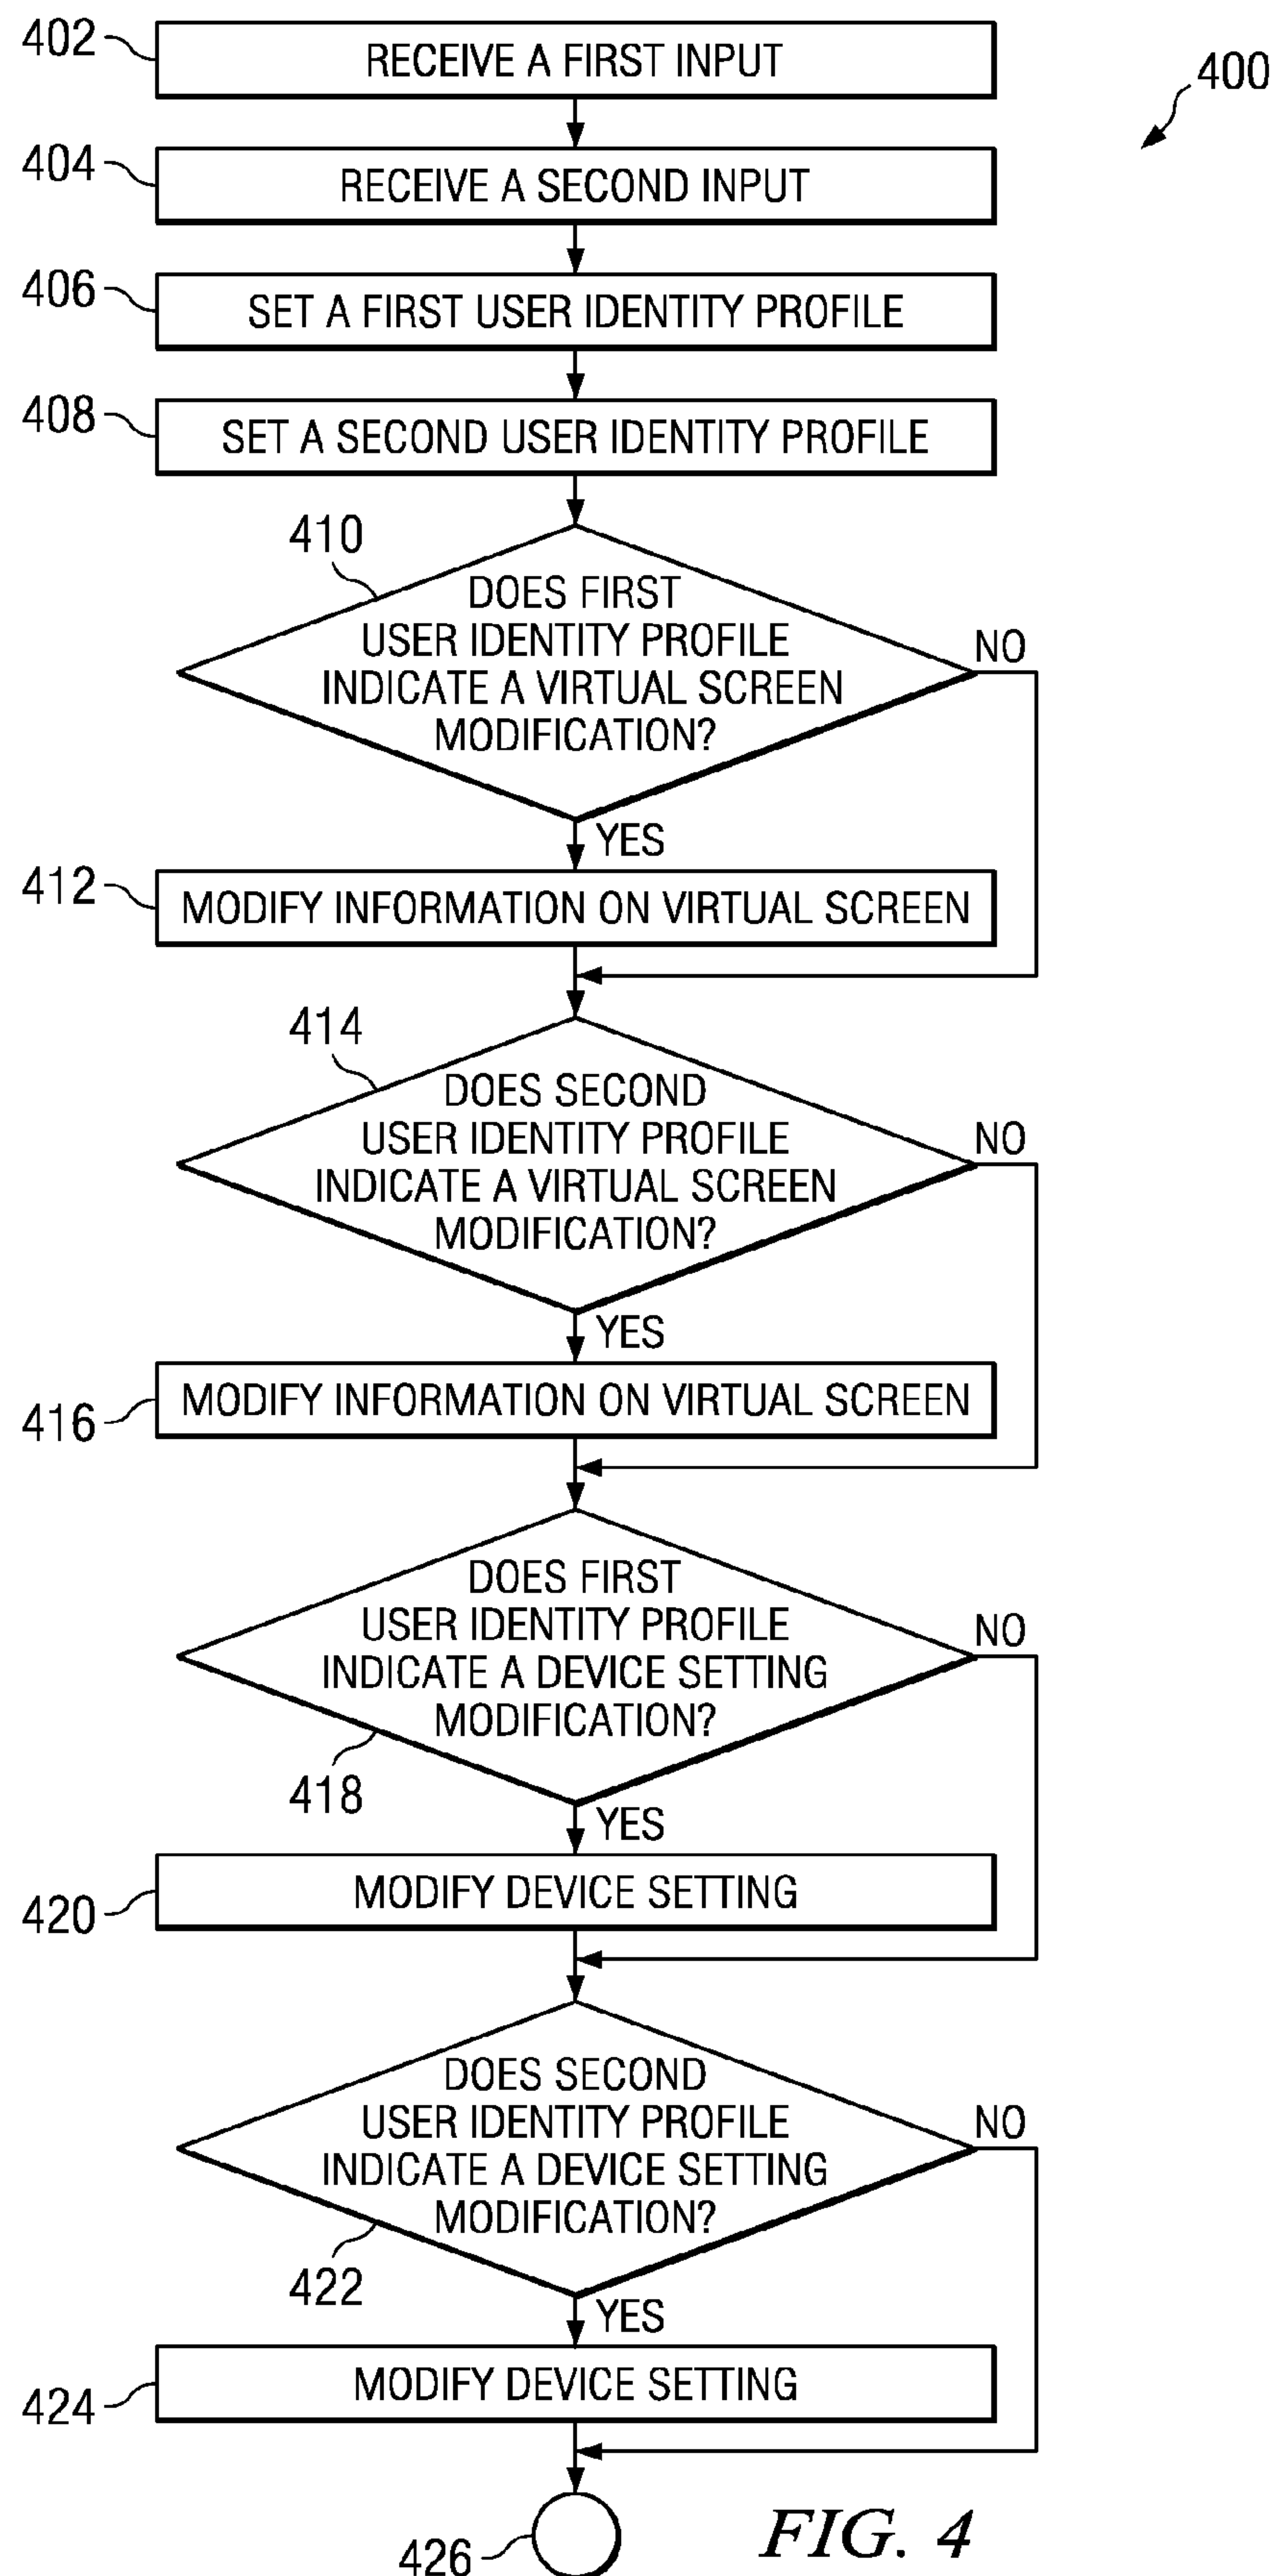 402
RECEIVE A FIRST INPUT
400
404
RECEIVE A SECOND INPUT
406
SET A FIRST USER IDENTITY PROFILE
408
SET A SECOND USER IDENTITY PROFILE
410
DOES FIRST
USER IDENTITY PROFILE
INDICATE A VIRTUAL SCREEN
MODIFICATION?
NO
YES
412
MODIFY INFORMATION ON VIRTUAL SCREEN
414
DOES SECOND
USER IDENTITY PROFILE
INDICATE A VIRTUAL SCREEN
MODIFICATION?
NO
YES
416
MODIFY INFORMATION ON VIRTUAL SCREEN
DOES FIRST
USER IDENTITY PROFILE
INDICATE A DEVICE SETTING
MODIFICATION?
NO
418
YES
420
MODIFY DEVICE SETTING
DOES SECOND
USER IDENTITY PROFILE
INDICATE A DEVICE SETTING
MODIFICATION?
NO
422
YES
424
MODIFY DEVICE SETTING
426
FIG. 4